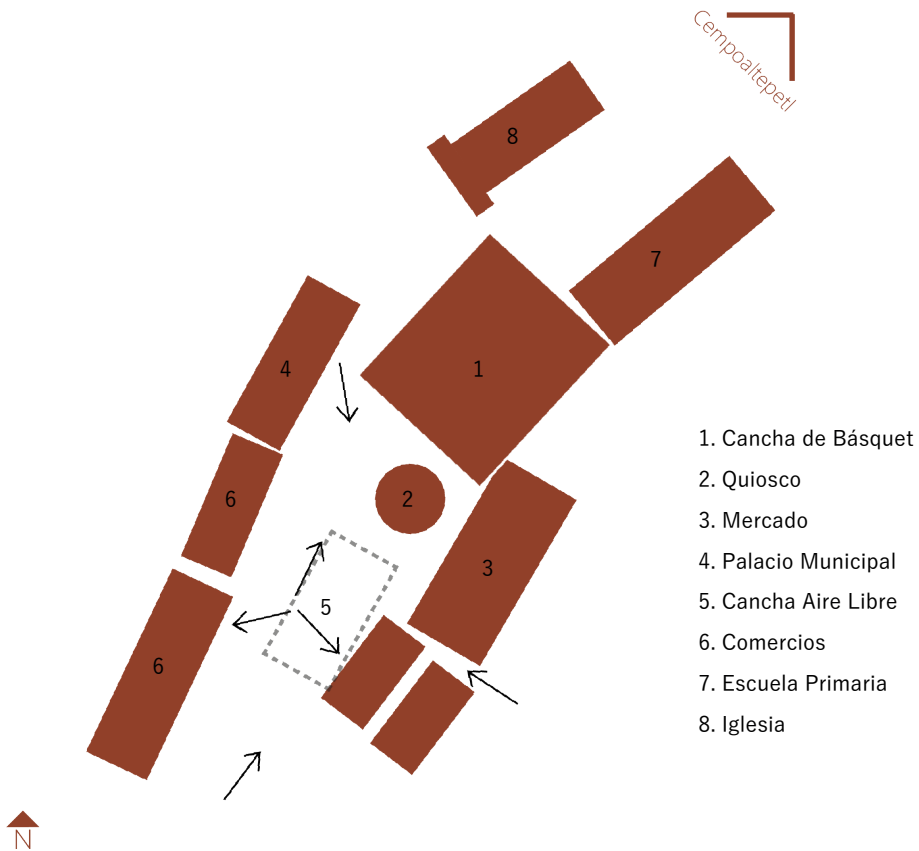 Cempoaltepetl
8
7
4
1
6
2
3
5
6
1. Cancha de Básquet
2. Quiosco
3. Mercado
4. Palacio Municipal
5. Cancha Aire Libre
6. Comercios
7. Escuela Primaria
8. Iglesia
N